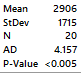 Mean 2906
StDev 1715
N 20
AD 4.157
P-Value <0.005